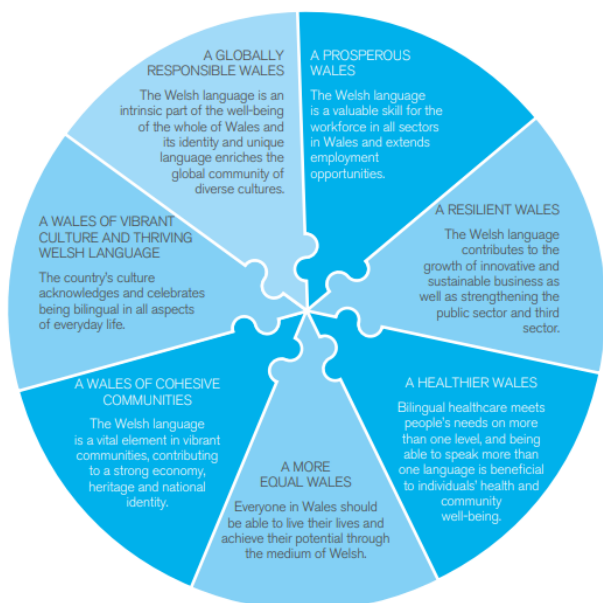 A GLOBALLY
RESPONSIBLE WALES
The Welsh language is an
intrinsic part of the well-being
of the whole of Wales and
its identity and unique
language enriches the
global community of
diverse cultures.
A PROSPEROUS
WALES
The Welsh language
is a valuable skill for the
workforce in all sectors
in Wales and extends
employment
opportunities.
A RESILIENT WALES
The Welsh language
contributes to the
growth of innovative and
sustainable business as
well as strengthening the
public sector and third
sector.
A HEALTHIER WALES
Bilingual healthcare meets
people's needs on more
than one level, and being
able to speak more than
one language is beneficial
to individuals' health and
community
well-being.
A MORE
EQUAL WALES
Everyone in Wales should
be able to live their lives and
achieve their potential through
the medium of Welsh.
A WALES OF COHESIVE
COMMUNITIES
The Welsh language
is a vital element in vibrant
communities, contributing
to a strong economy,
heritage and national
identity.
A WALES OF VIBRANT
CULTURE AND THRIVING
WELSH LANGUAGE
The country's culture
acknowledges and celebrates
being bilingual in all aspects
of everyday life.